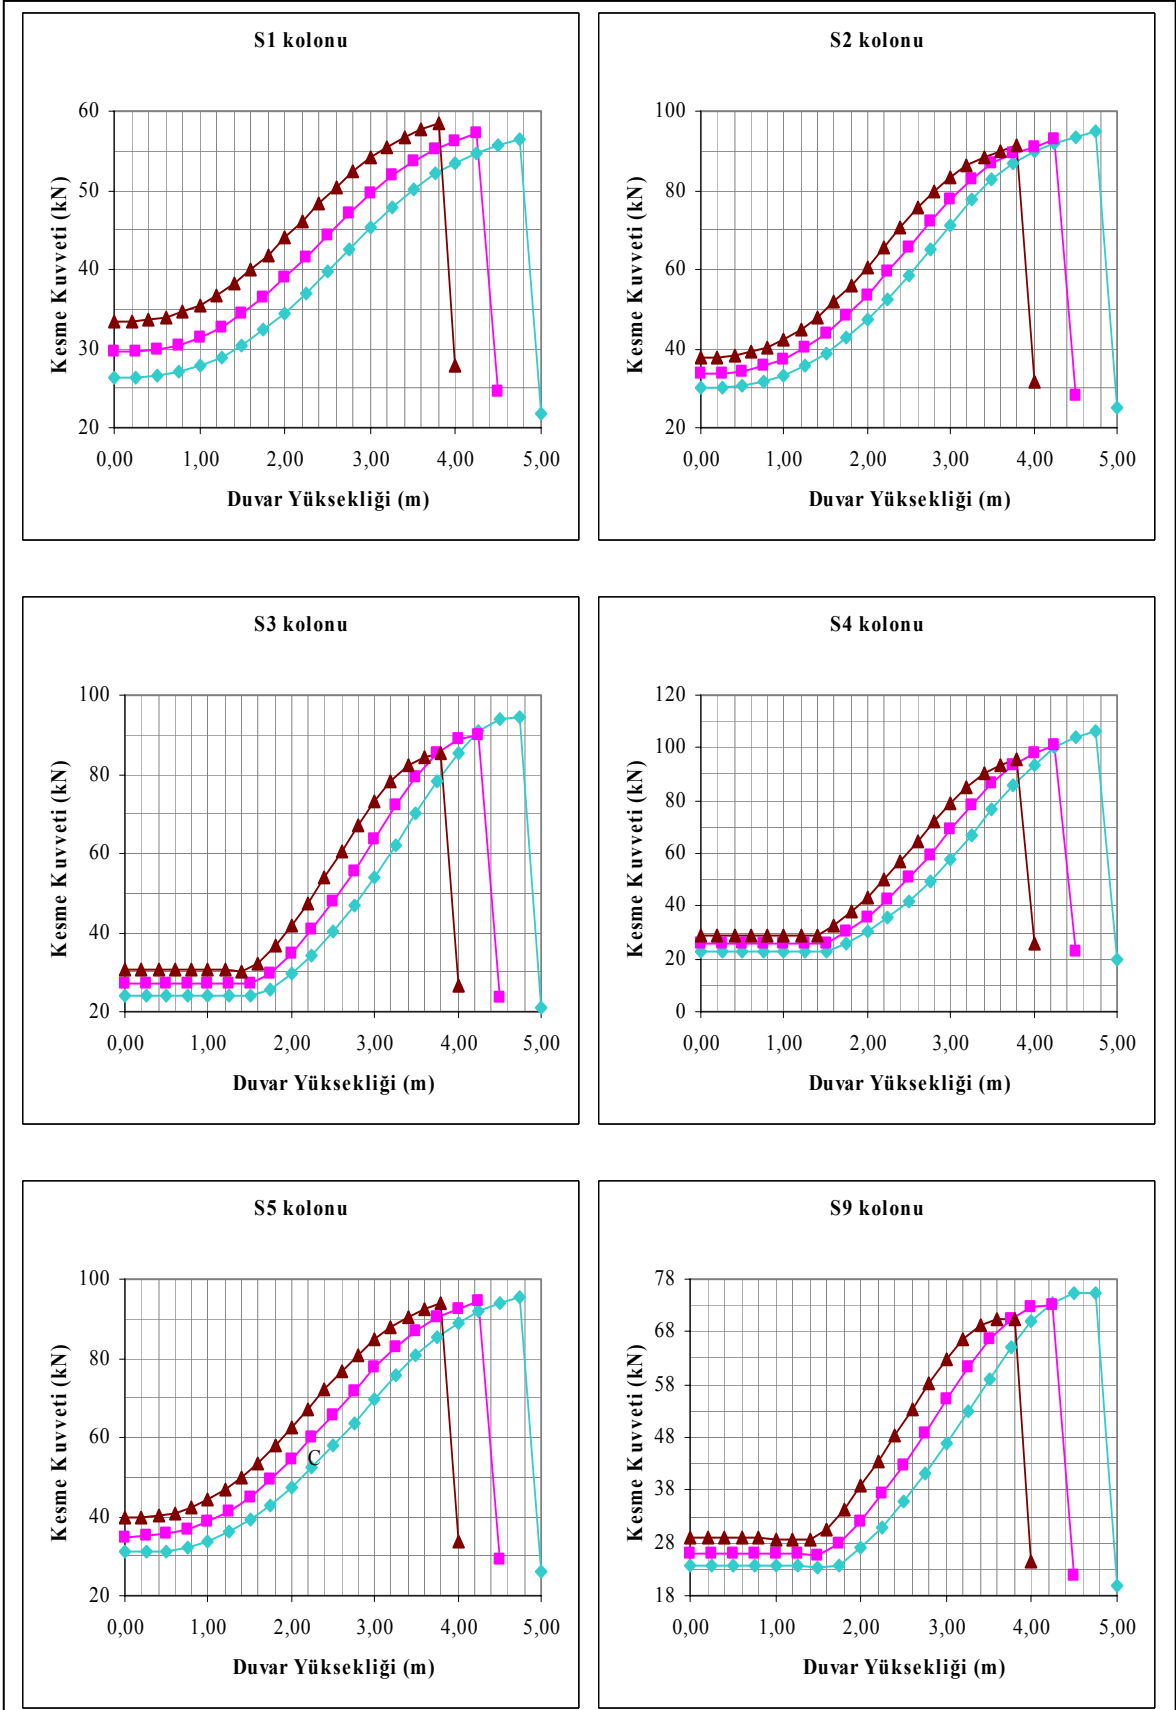 S1 kolonu
60
50
40
30
20
0,00 1,00 2,00 3,00 4,00 5,00
Kesme Kuvveti (kN)
Duvar Yüksekliği (m)
S2 kolonu
100
80
60
40
20
0,00 1,00 2,00 3,00 4,00 5,00
Kesme Kuvveti (kN)
Duvar Yüksekliği (m)
S3 kolonu
100
80
60
40
20
0,00 1,00 2,00 3,00 4,00 5,00
Kesme Kuvveti (kN)
Duvar Yüksekliği (m)
S4 kolonu
120
100
80
60
40
20
0
0,00 1,00 2,00 3,00 4,00 5,00
Kesme Kuvveti (kN)
Duvar Yüksekliği (m)
S5 kolonu
100
80
60
40
20
C
0,00 1,00 2,00 3,00 4,00 5,00
Kesme Kuvveti (kN)
Duvar Yüksekliği (m)
S9 kolonu
78
68
58
48
38
28
18
0,00 1,00 2,00 3,00 4,00 5,00
Kesme Kuvveti (kN)
Duvar Yüksekliği (m)